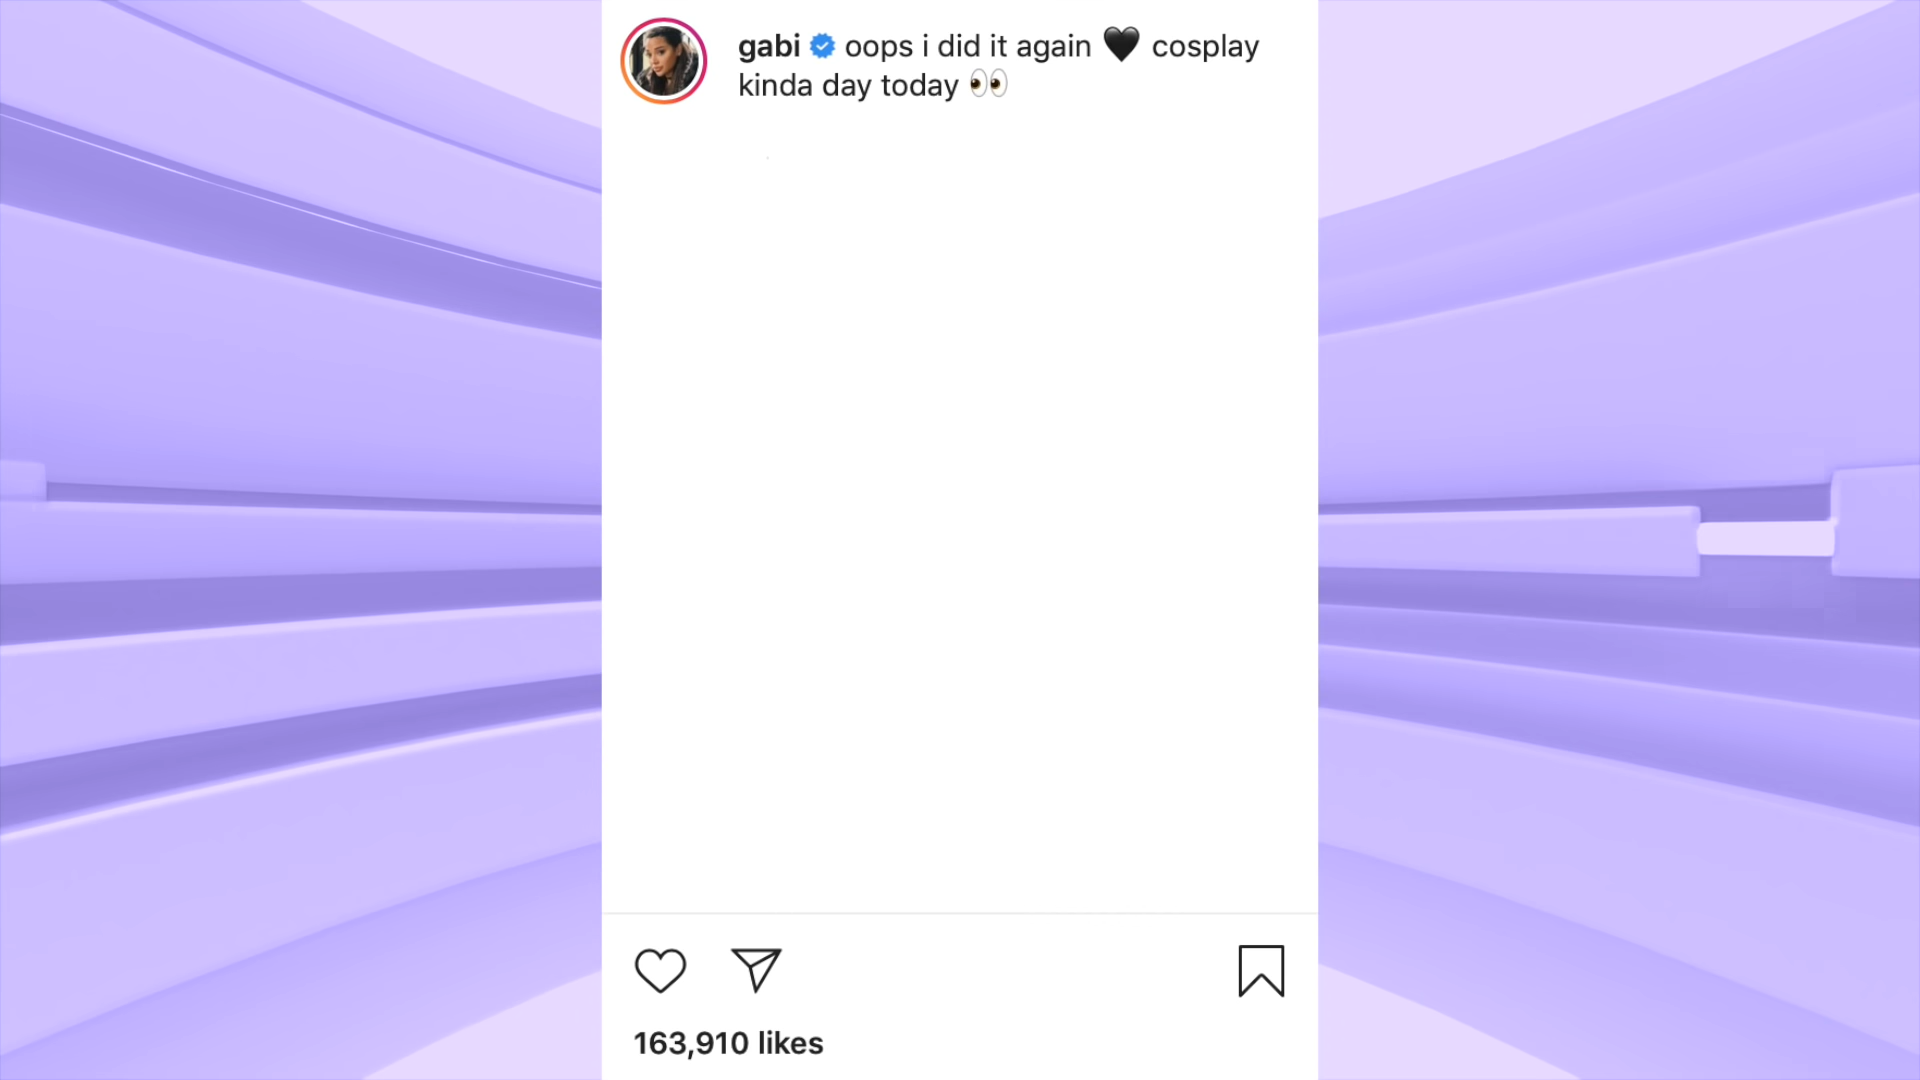 gabi oops i did it again 🖤 cosplay
kinda day today 👀
163,910 likes